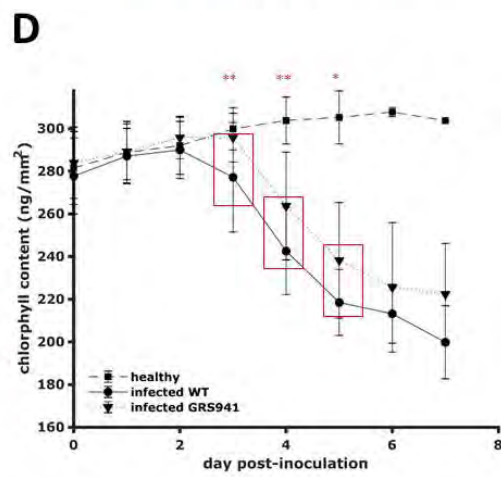 D
** ** *
chlorphyll content (ng/mm²)
300
280
260
240
220
200
180
160
healthy
infected WT
infected GRS941
0 2 4 6 8
day post-inoculation